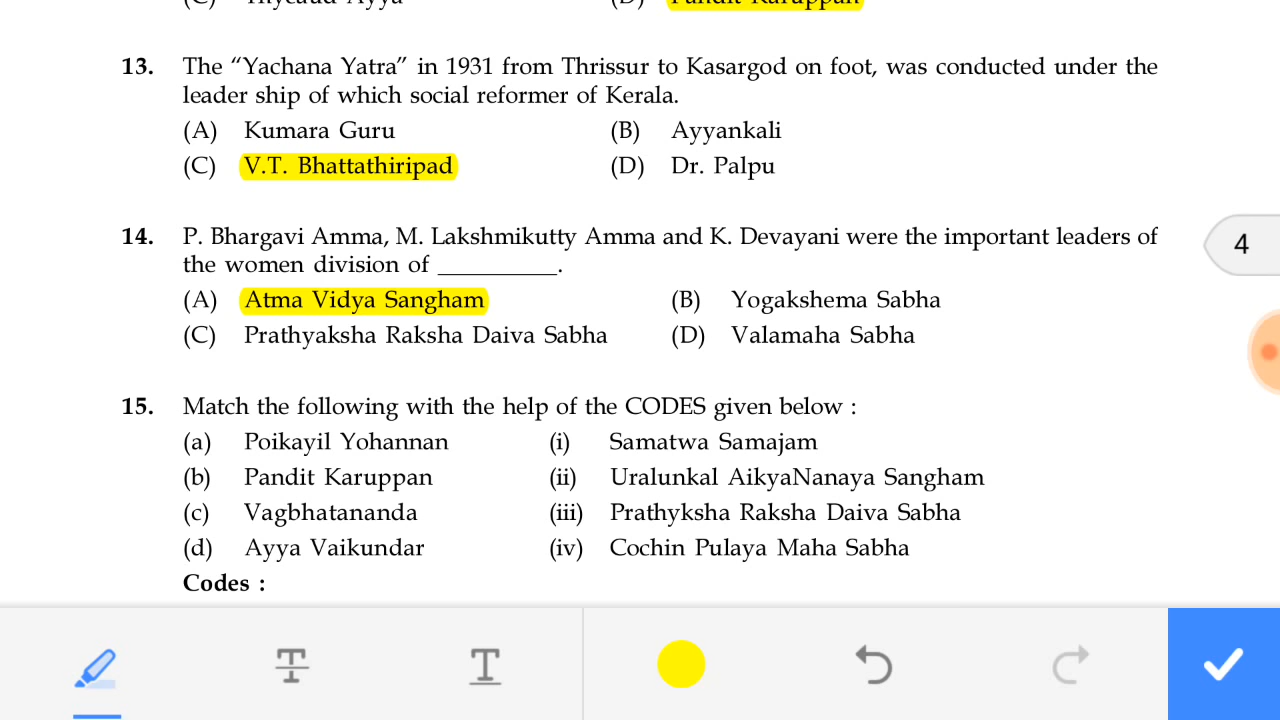 (C) Thycaud Ayya (D) Pandit Karuppan
13. The “Yachana Yatra” in 1931 from Thrissur to Kasargod on foot, was conducted under the
leader ship of which social reformer of Kerala.
(A) Kumara Guru (B) Ayyankali
(C) V.T. Bhattathiripad (D) Dr. Palpu
14. P. Bhargavi Amma, M. Lakshmikutty Amma and K. Devayani were the important leaders of
the women division of __________.
(A) Atma Vidya Sangham (B) Yogakshema Sabha
(C) Prathyaksha Raksha Daiva Sabha (D) Valamaha Sabha
4
15. Match the following with the help of the CODES given below :
(a) Poikayil Yohannan (i) Samatwa Samajam
(b) Pandit Karuppan (ii) Uralunkal AikyaNanaya Sangham
(c) Vagbhatananda (iii) Prathyksha Raksha Daiva Sabha
(d) Ayya Vaikundar (iv) Cochin Pulaya Maha Sabha
Codes :
T T